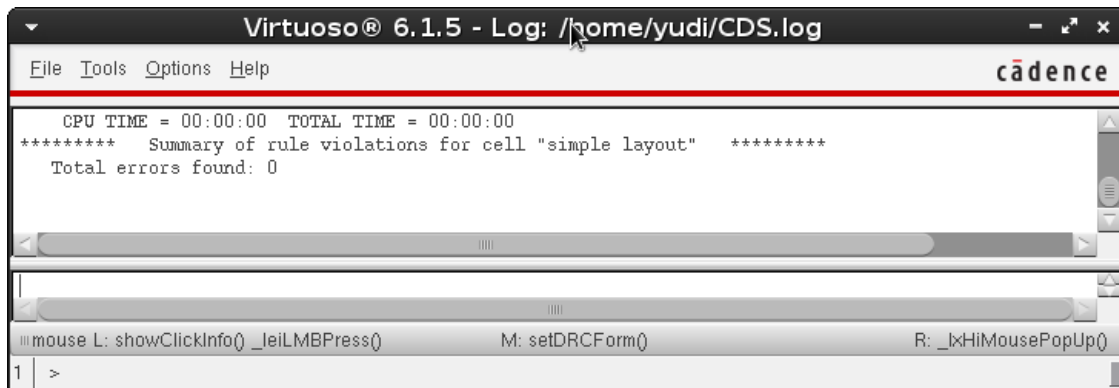 Virtuoso® 6.1.5 - Log: /home/yudi/CDS.log
File Tools Options Help cādence
CPU TIME = 00:00:00 TOTAL TIME = 00:00:00
********* Summary of rule violations for cell "simple layout" *********
Total errors found: 0
mouse L: showClickInfo() _leiLMBPress() M: setDRCForm() R: _lxHiMousePopUp()
1 >